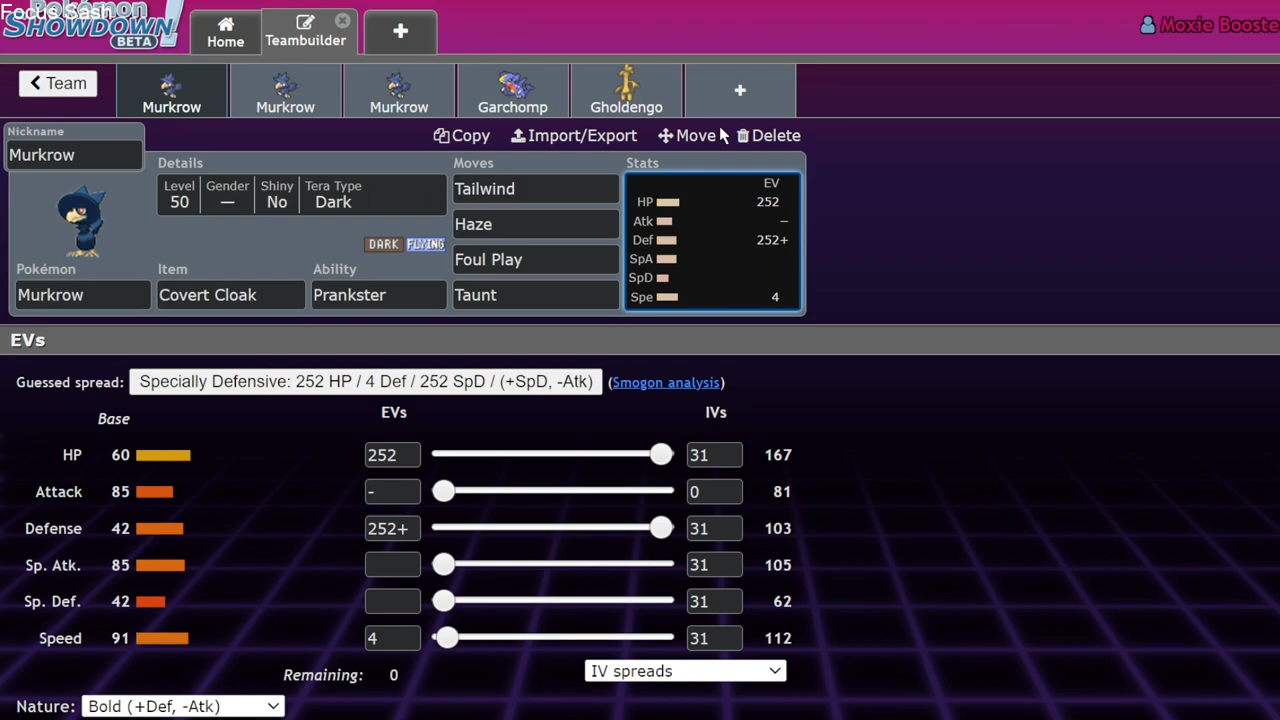 Focus Sash
Pokémon
SHOWDOWN!
BETA
Home
Teambuilder
+
Moxie Booste
Team
Murkrow
Murkrow
Murkrow
Garchomp
Gholdengo
+
Nickname
Murkrow
Copy
Import/Export
Move
Delete
Details
Level
50
Gender
—
Shiny
No
Tera Type
Dark
DARK FLYING
Pokémon
Murkrow
Item
Covert Cloak
Ability
Prankster
Moves
Tailwind
Haze
Foul Play
Taunt
Stats
EV
HP 252
Atk –
Def 252+
SpA
SpD
Spe 4
EVs
Guessed spread: Specially Defensive: 252 HP / 4 Def / 252 SpD / (+SpD, -Atk) (Smogon analysis)
Base EVs IVs
HP 60 252 31 167
Attack 85 - 0 81
Defense 42 252+ 31 103
Sp. Atk. 85 31 105
Sp. Def. 42 31 62
Speed 91 4 31 112
Remaining: 0
IV spreads
Nature: Bold (+Def, -Atk)